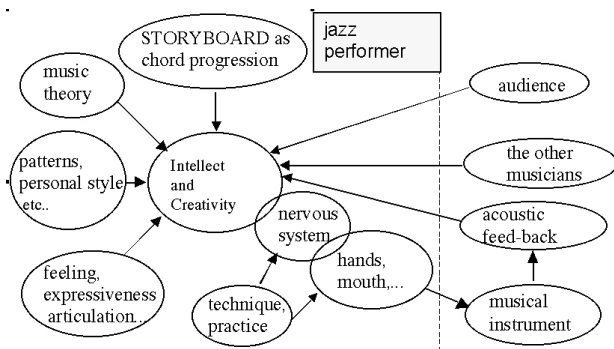 STORYBOARD as
chord progression
jazz
performer
music
theory
audience
patterns,
personal style
etc..
Intellect
and
Creativity
the other
musicians
nervous
system
acoustic
feed-back
feeling,
expressiveness
articulation...
hands,
mouth,...
technique,
practice
musical
instrument